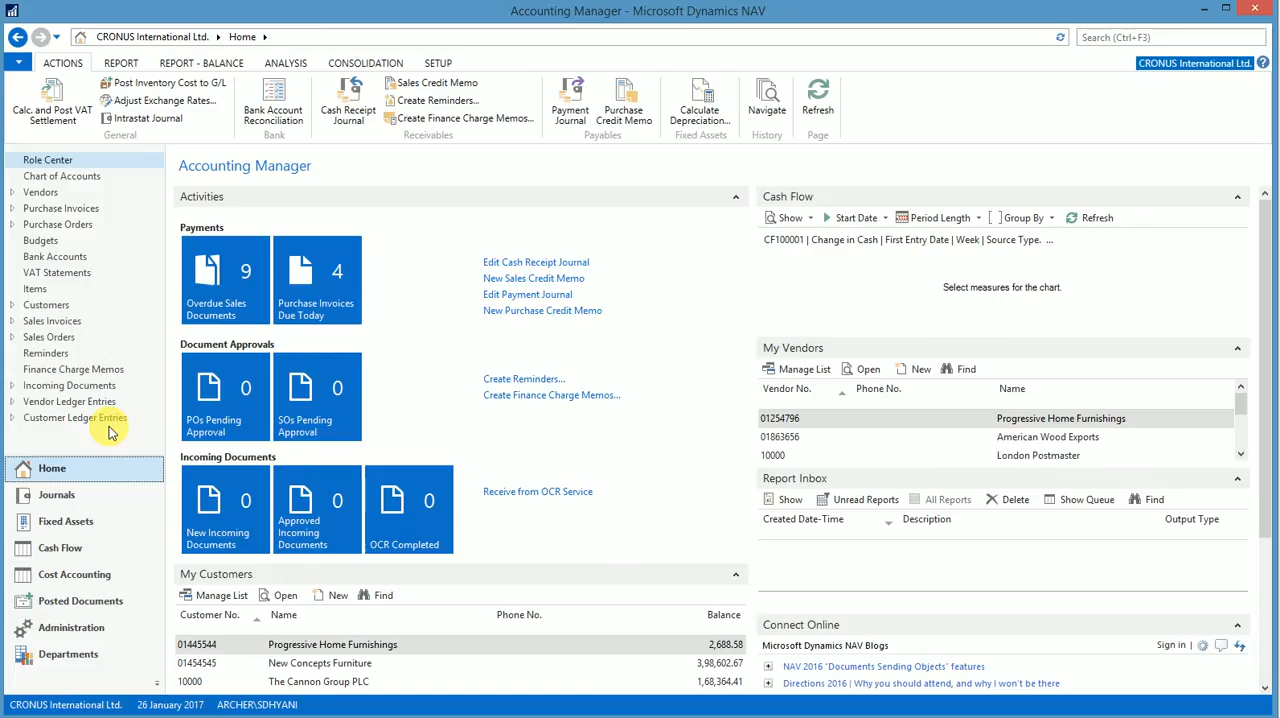 Accounting Manager - Microsoft Dynamics NAV
CRONUS International Ltd. Home
Search (Ctrl+F3)
ACTIONS REPORT REPORT - BALANCE ANALYSIS CONSOLIDATION SETUP
CRONUS International Ltd.
Calc. and Post VAT Settlement
Post Inventory Cost to G/L
Adjust Exchange Rates...
Intrastat Journal
General
Bank Account Reconciliation
Bank
Cash Receipt Journal
Sales Credit Memo
Create Reminders...
Create Finance Charge Memos...
Receivables
Payment Journal
Purchase Credit Memo
Payables
Calculate Depreciation...
Fixed Assets
Navigate
History
Refresh
Page
Role Center
Chart of Accounts
Vendors
Purchase Invoices
Purchase Orders
Budgets
Bank Accounts
VAT Statements
Items
Customers
Sales Invoices
Sales Orders
Reminders
Finance Charge Memos
Incoming Documents
Vendor Ledger Entries
Customer Ledger Entries
Home
Journals
Fixed Assets
Cash Flow
Cost Accounting
Posted Documents
Administration
Departments
Accounting Manager
Activities
Payments
9
Overdue Sales Documents
4
Purchase Invoices Due Today
Edit Cash Receipt Journal
New Sales Credit Memo
Edit Payment Journal
New Purchase Credit Memo
Document Approvals
0
POs Pending Approval
0
SOs Pending Approval
Create Reminders...
Create Finance Charge Memos...
Incoming Documents
0
New Incoming Documents
0
Approved Incoming Documents
0
OCR Completed
Receive from OCR Service
My Customers
Manage List Open New Find
Customer No. Name Phone No. Balance
01445544 Progressive Home Furnishings 2,688.58
01454545 New Concepts Furniture 3,98,602.67
10000 The Cannon Group PLC 1,68,364.41
Cash Flow
Show Start Date Period Length Group By Refresh
CF100001 | Change in Cash | First Entry Date | Week | Source Type. ...
Select measures for the chart.
My Vendors
Manage List Open New Find
Vendor No. Phone No. Name
01254796 Progressive Home Furnishings
01863656 American Wood Exports
10000 London Postmaster
Report Inbox
Show Unread Reports All Reports Delete Show Queue Find
Created Date-Time Description Output Type
Connect Online
Microsoft Dynamics NAV Blogs Sign in |
NAV 2016 "Documents Sending Objects" features
Directions 2016 | Why you should attend, and why I won't be there
CRONUS International Ltd. 26 January 2017 ARCHER\SDHYANI